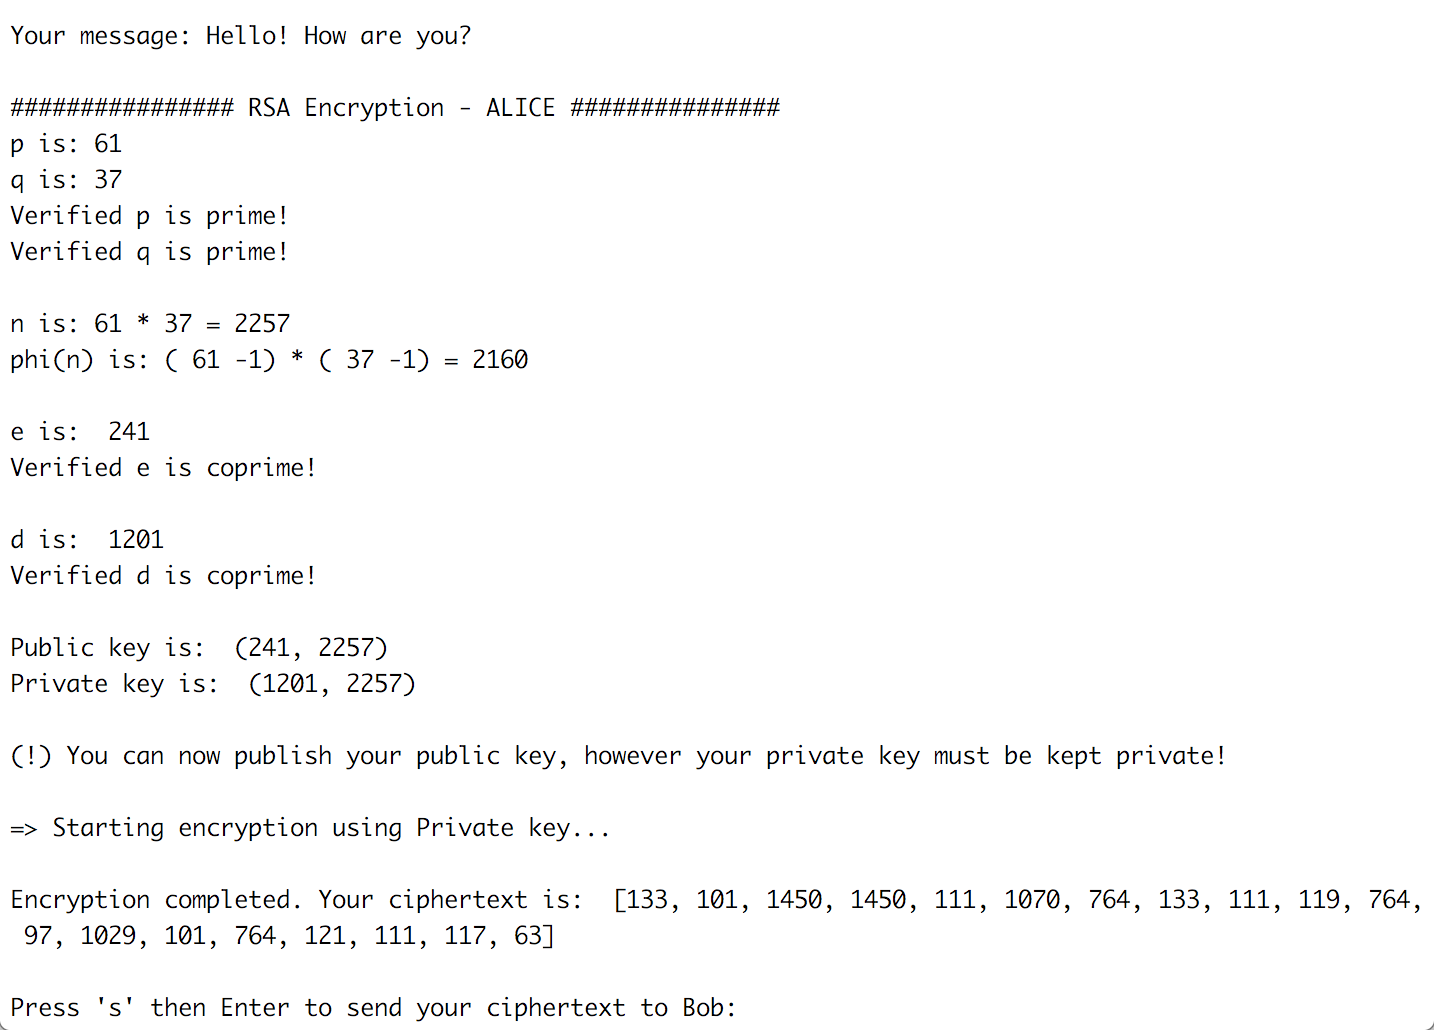 Your message: Hello! How are you?
################ RSA Encryption - ALICE ###############
p is: 61
q is: 37
Verified p is prime!
Verified q is prime!
n is: 61 * 37 = 2257
phi(n) is: ( 61 -1) * ( 37 -1) = 2160
e is:  241
Verified e is coprime!
d is:  1201
Verified d is coprime!
Public key is:  (241, 2257)
Private key is:  (1201, 2257)
(!) You can now publish your public key, however your private key must be kept private!
=> Starting encryption using Private key...
Encryption completed. Your ciphertext is:  [133, 101, 1450, 1450, 111, 1070, 764, 133, 111, 119, 764,
 97, 1029, 101, 764, 121, 111, 117, 63]
Press 's' then Enter to send your ciphertext to Bob: